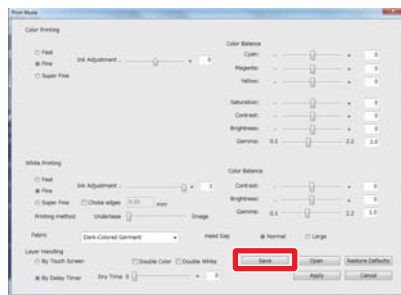 Print Mode
Color Printing
Color Balance
Fast
Fine
Super Fine
Ink Adjustment - + 0
Cyan: - + 0
Magenta: - + 0
Yellow: - + 0
Saturation: - + 0
Contrast: - + 0
Brightness: - + 0
Gamma: 0.1 2.2 1.0
White Printing
Color Balance
Fast
Fine
Super Fine
Ink Adjustment - + 3
Choke edges mm
Contrast: - + 0
Brightness: - + 0
Printing method Underbase Image
Gamma: 0.1 2.2 1.0
Fabric Dark-Colored Garment
Head Gap Normal Large
Layer Handling
By Touch Screen Double Color Double White
Save Open Restore Defaults
By Delay Timer Dry Time 0 + 0
Apply Cancel